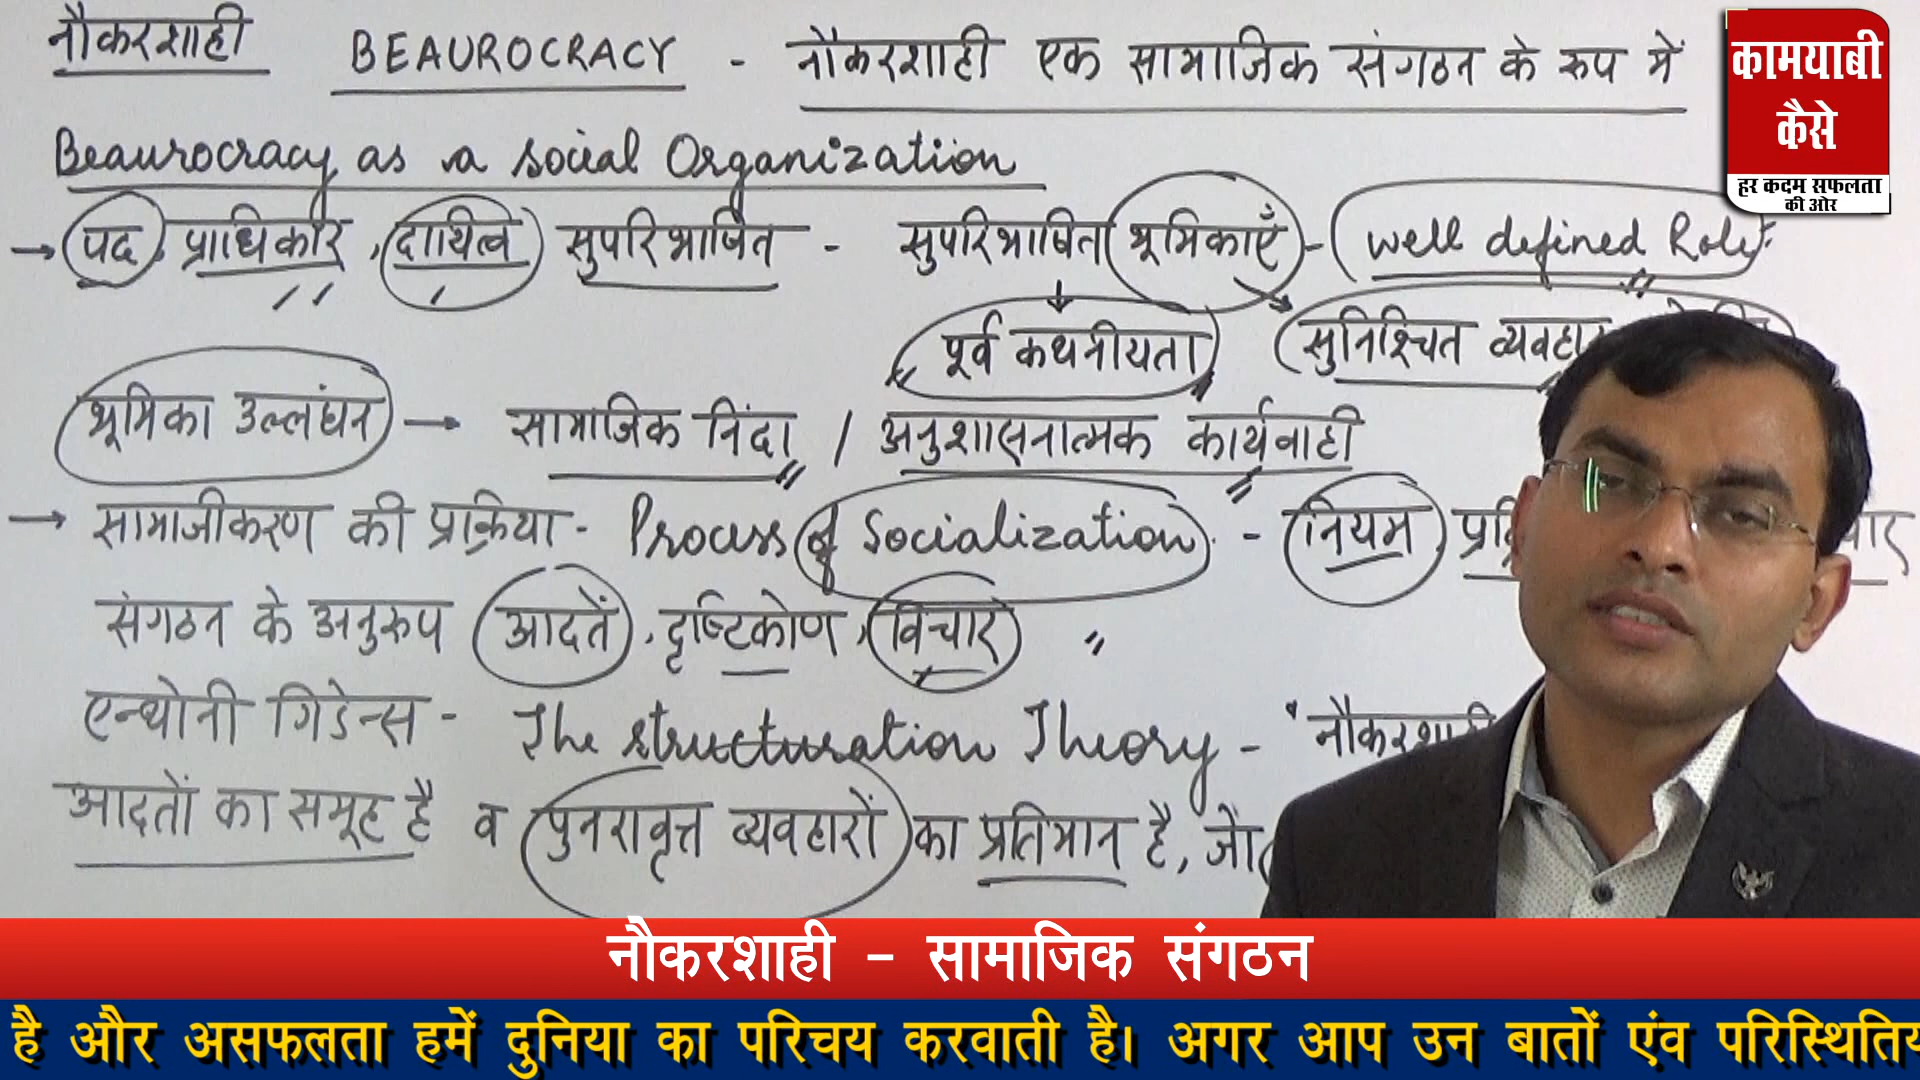 नौकरशाही BEAUROCRACY - नौकरशाही एक सामाजिक संगठन के रूप में
Beaurocracy as a social Organization
→ पद, प्राधिकार, दायित्व सुपरिभाषित - सुपरिभाषित भूमिकाएँ - well defined Roles
पूर्व कथनीयता सुनिश्चित
भूमिका उल्लंघन → सामाजिक निंदा / अनुशासनात्मक कार्यवाही
→ सामाजीकरण की प्रक्रिया - Process of Socialization - नियम
संगठन के अनुरूप आदतें, दृष्टिकोण, विचार
एन्थोनी गिडेन्स - The structuration Theory - "नौकरशाही
आदतों का समूह है व पुनरावृत्त व्यवहारों का प्रतिमान है, जो
कामयाबी
कैसे
हर कदम सफलता
की ओर
नौकरशाही - सामाजिक संगठन
है और असफलता हमें दुनिया का परिचय करवाती है। अगर आप उन बातों एंव